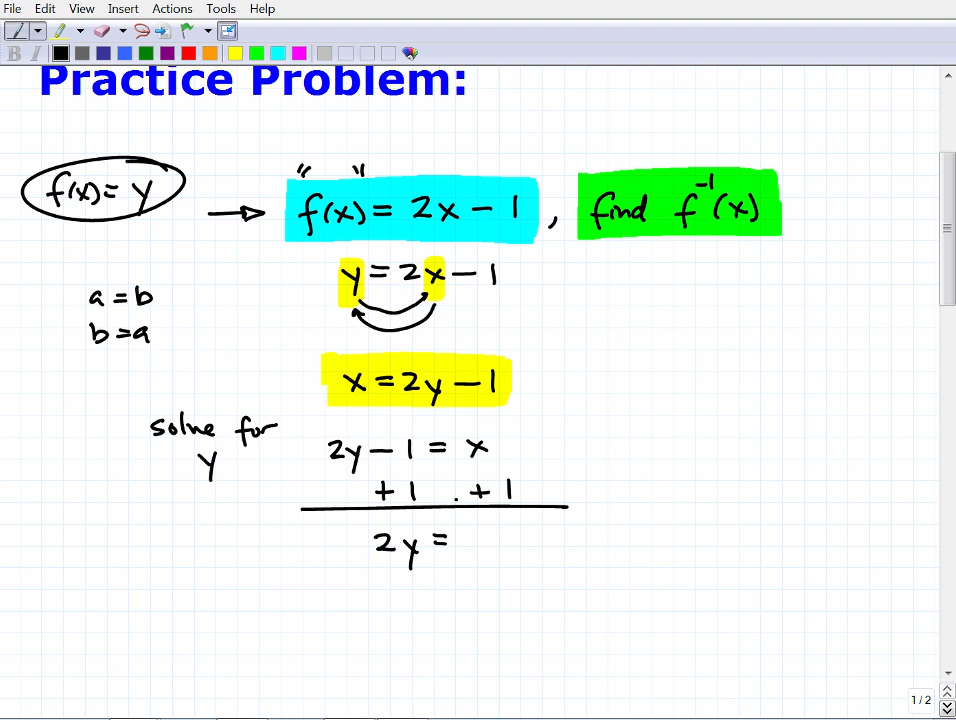 File Edit View Insert Actions Tools Help
B I
Practice Problem:
f(x) = y
" "
f(x) = 2x - 1 , find f⁻¹(x)
y = 2x - 1
a = b
b = a
x = 2y - 1
solve for
y
2y - 1 = x
+ 1 . + 1
2y =
1 / 2